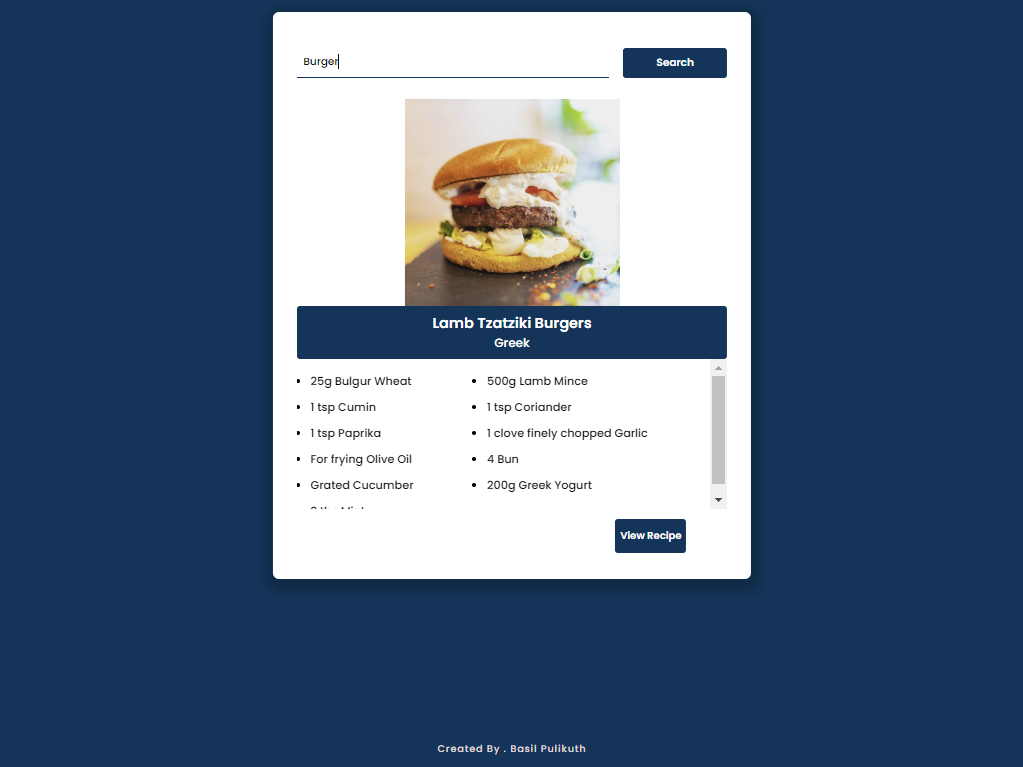 Burger
Search
Lamb Tzatziki Burgers
Greek
25g Bulgur Wheat
500g Lamb Mince
1 tsp Cumin
1 tsp Coriander
1 tsp Paprika
1 clove finely chopped Garlic
For frying Olive Oil
4 Bun
Grated Cucumber
200g Greek Yogurt
View Recipe
Created By . Basil Pulikuth